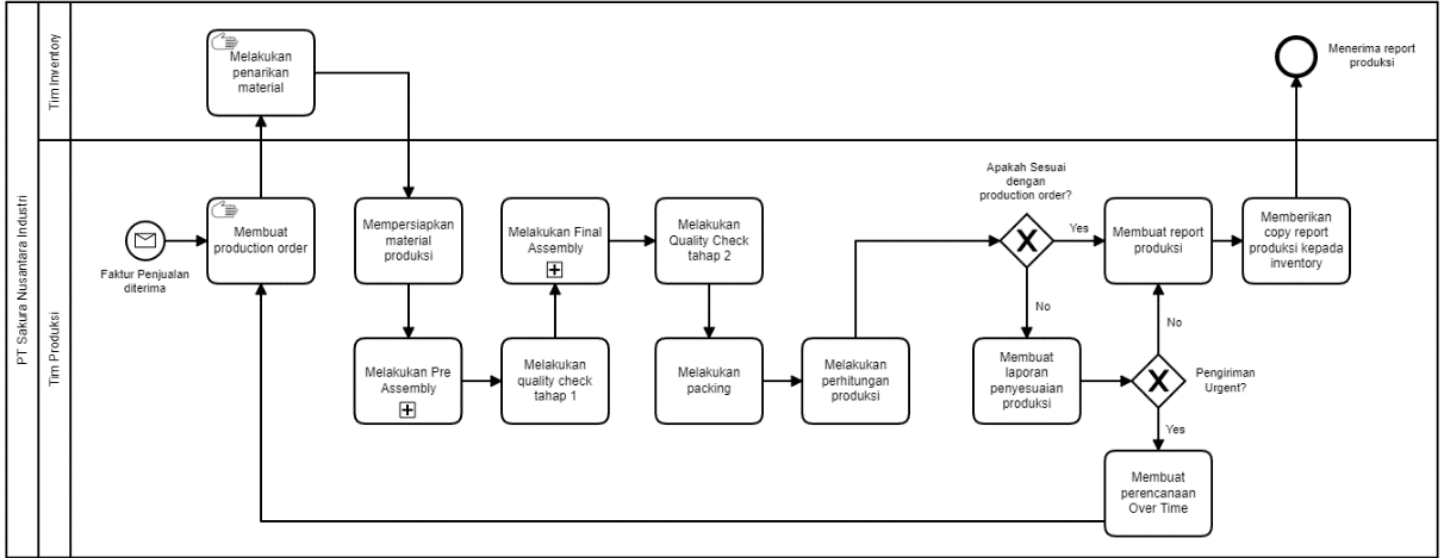 PT Sakura Nusantara Industri
Tim Inventory
Melakukan
penarikan
material
Menerima report
produksi
Tim Produksi
Faktur Penjualan
diterima
Membuat
production order
Mempersiapkan
material
produksi
Melakukan Pre
Assembly
Melakukan
quality check
tahap 1
Melakukan Final
Assembly
Melakukan
Quality Check
tahap 2
Melakukan
packing
Melakukan
perhitungan
produksi
Apakah Sesuai
dengan
production order?
Yes
No
Membuat
laporan
penyesuaian
produksi
Pengiriman
Urgent?
No
Yes
Membuat report
produksi
Memberikan
copy report
produksi kepada
inventory
Membuat
perencanaan
Over Time